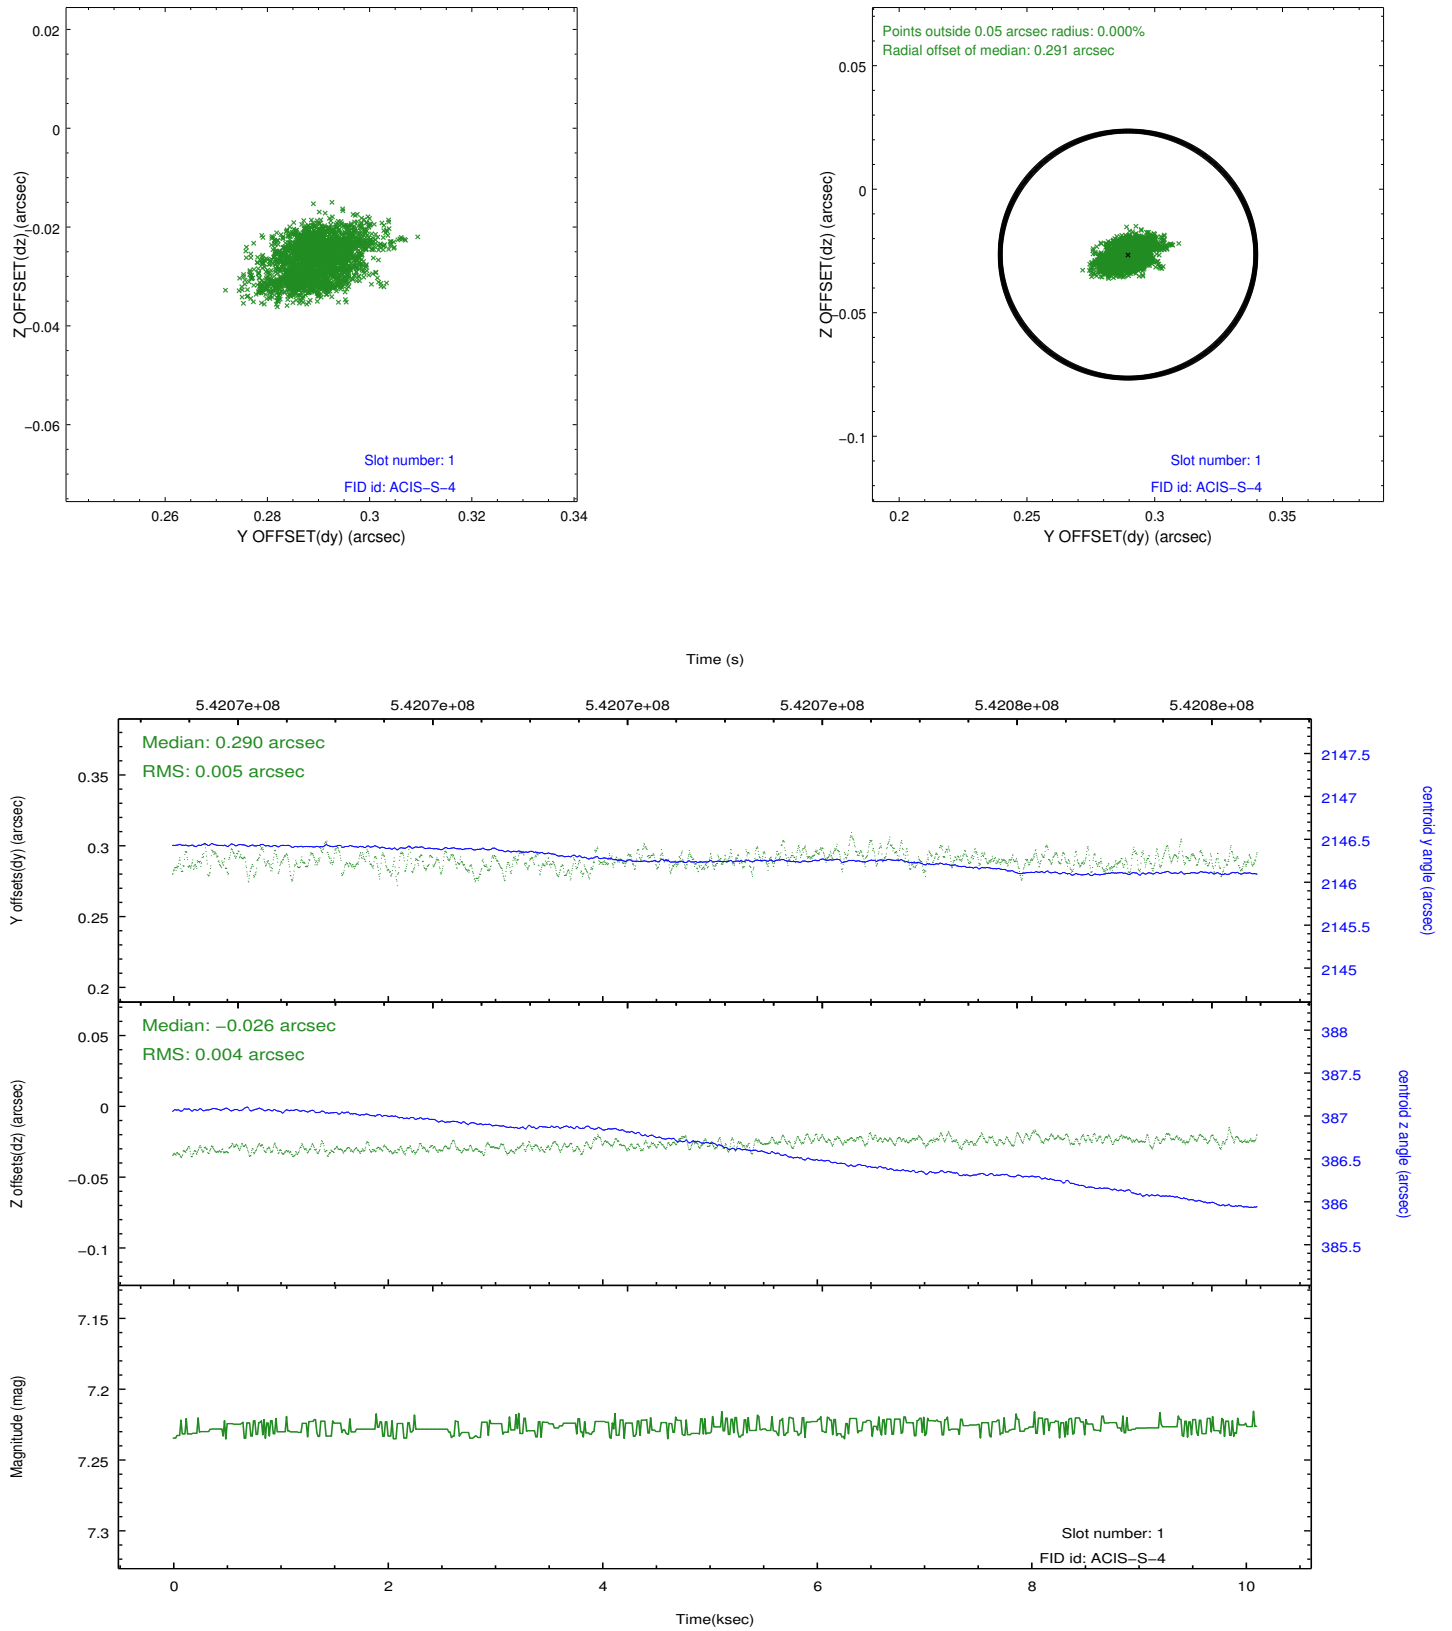 0.02
0
−0.02
−0.04
−0.06
Z OFFSET(dz) (arcsec)
Slot number: 1
FID id: ACIS−S−4
0.26
0.28
0.3
0.32
0.34
Y OFFSET(dy) (arcsec)
Points outside 0.05 arcsec radius: 0.000%
Radial offset of median: 0.291 arcsec
0.05
0
−0.05
−0.1
Z OFFSET(dz) (arcsec)
Slot number: 1
FID id: ACIS−S−4
0.2
0.25
0.3
0.35
Y OFFSET(dy) (arcsec)
Time (s)
5.4207e+08
5.4207e+08
5.4207e+08
5.4207e+08
5.4208e+08
5.4208e+08
Median: 0.290 arcsec
RMS: 0.005 arcsec
0.35
0.3
0.25
0.2
Y offsets(dy) (arcsec)
2147.5
2147
2146.5
2146
2145.5
2145
centroid y angle (arcsec)
Median: −0.026 arcsec
RMS: 0.004 arcsec
0.05
0
−0.05
−0.1
Z offsets(dz) (arcsec)
388
387.5
387
386.5
386
385.5
centroid z angle (arcsec)
7.15
7.2
7.25
7.3
Magnitude (mag)
Slot number: 1
FID id: ACIS−S−4
0
2
4
6
8
10
Time(ksec)